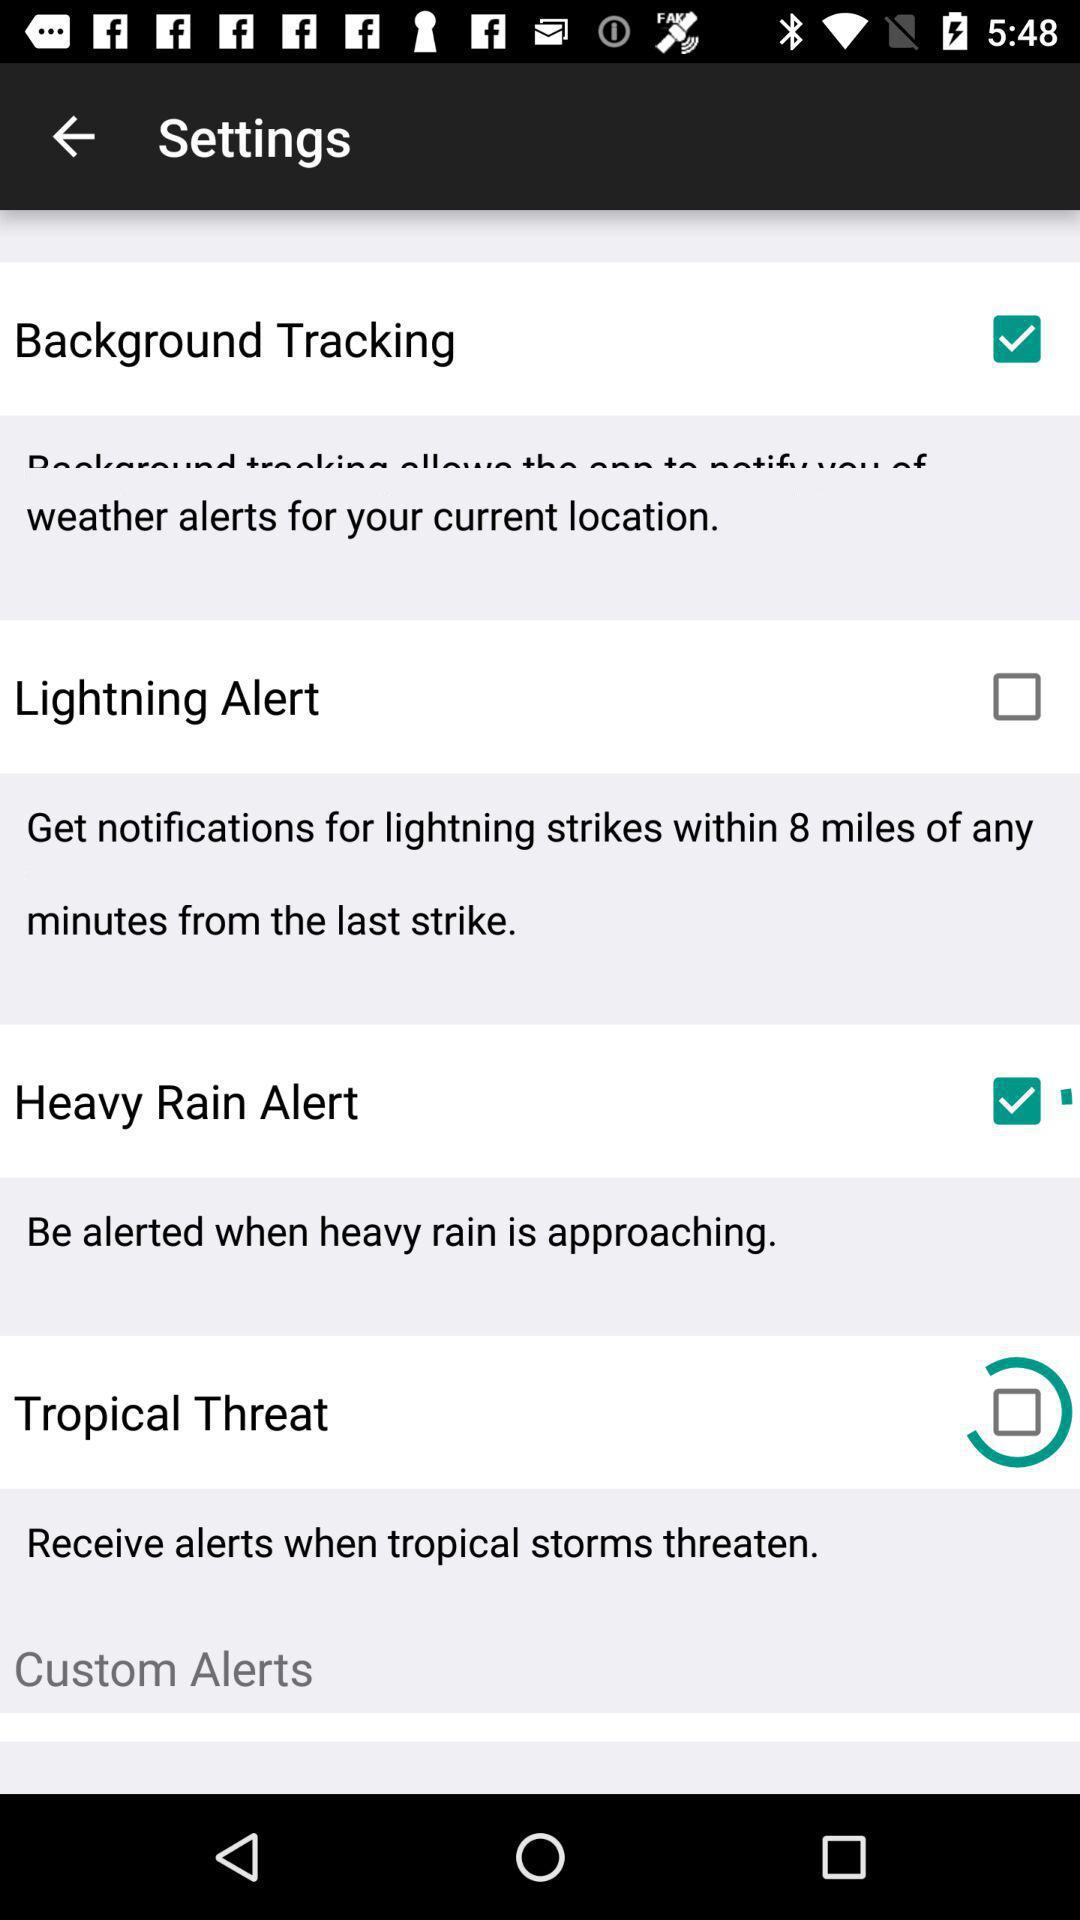 FAKE
5:48
Settings
Background Tracking
Background tracking allows the app to notify you of
weather alerts for your current location.
Lightning Alert
Get notifications for lightning strikes within 8 miles of any
minutes from the last strike.
Heavy Rain Alert
Be alerted when heavy rain is approaching.
Tropical Threat
Receive alerts when tropical storms threaten.
Custom Alerts